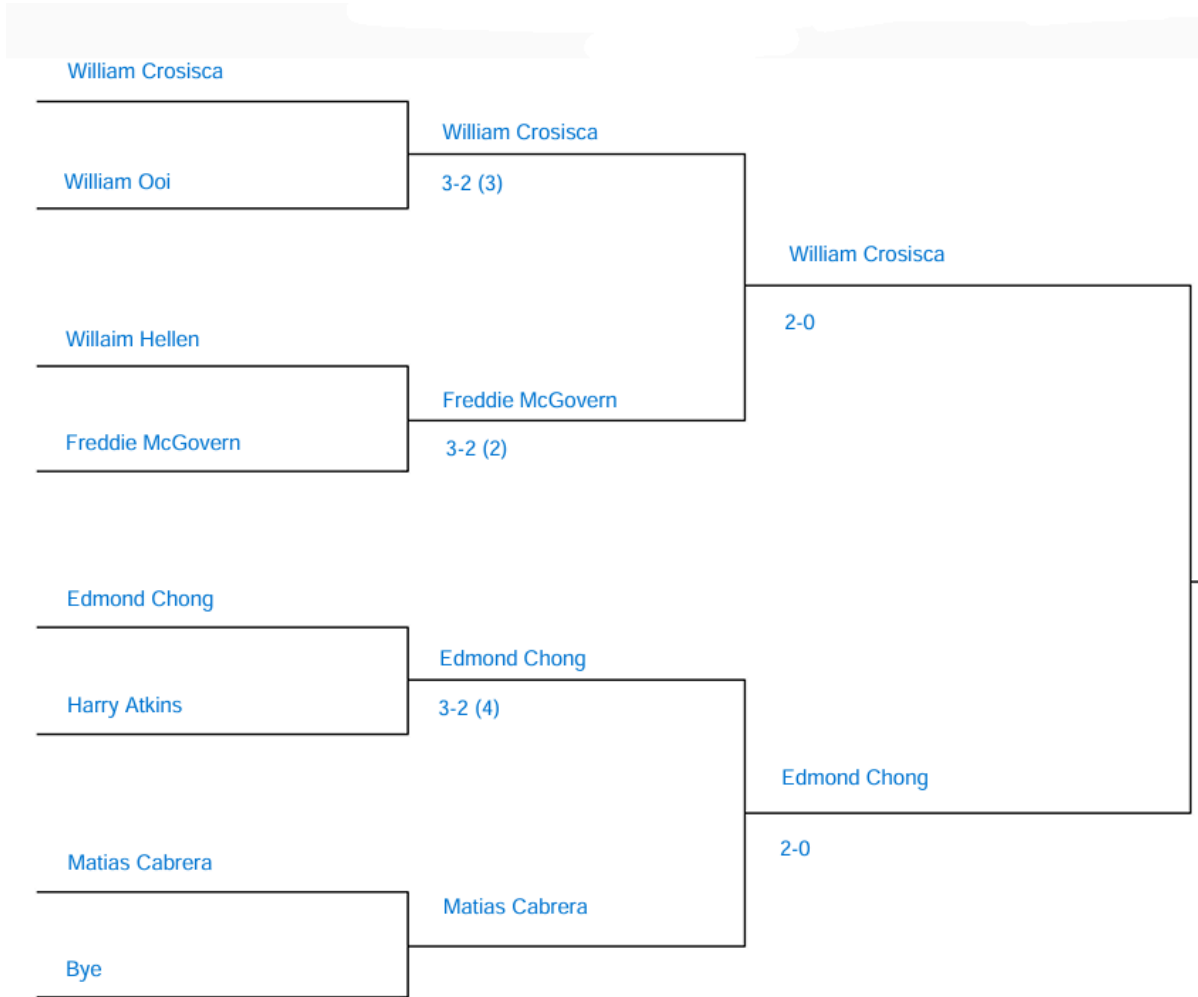 William Crosisca
William Crosisca
William Ooi
3-2 (3)
William Crosisca
2-0
Willaim Hellen
Freddie McGovern
Freddie McGovern
3-2 (2)
Edmond Chong
Edmond Chong
Harry Atkins
3-2 (4)
Edmond Chong
2-0
Matias Cabrera
Matias Cabrera
Bye